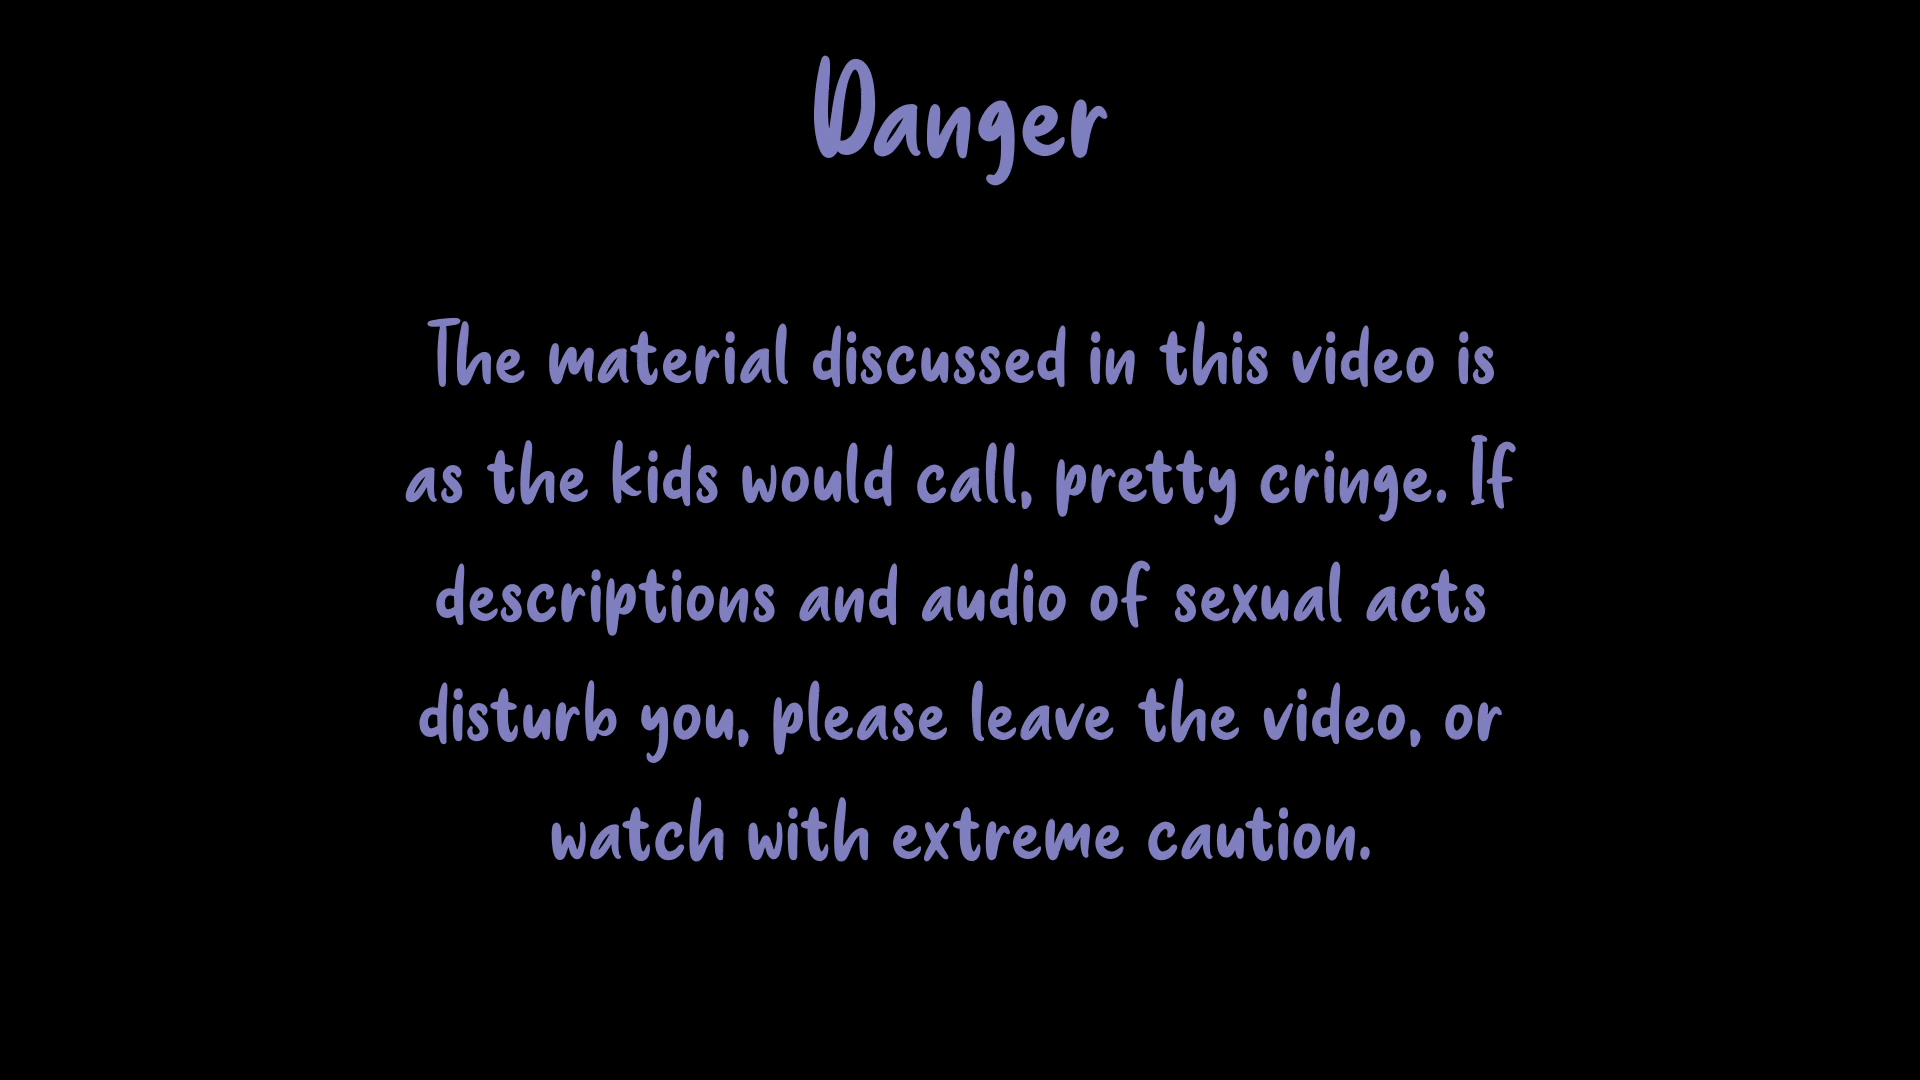 Danger
The material discussed in this video is
as the kids would call, pretty cringe. If
descriptions and audio of sexual acts
disturb you, please leave the video, or
watch with extreme caution.